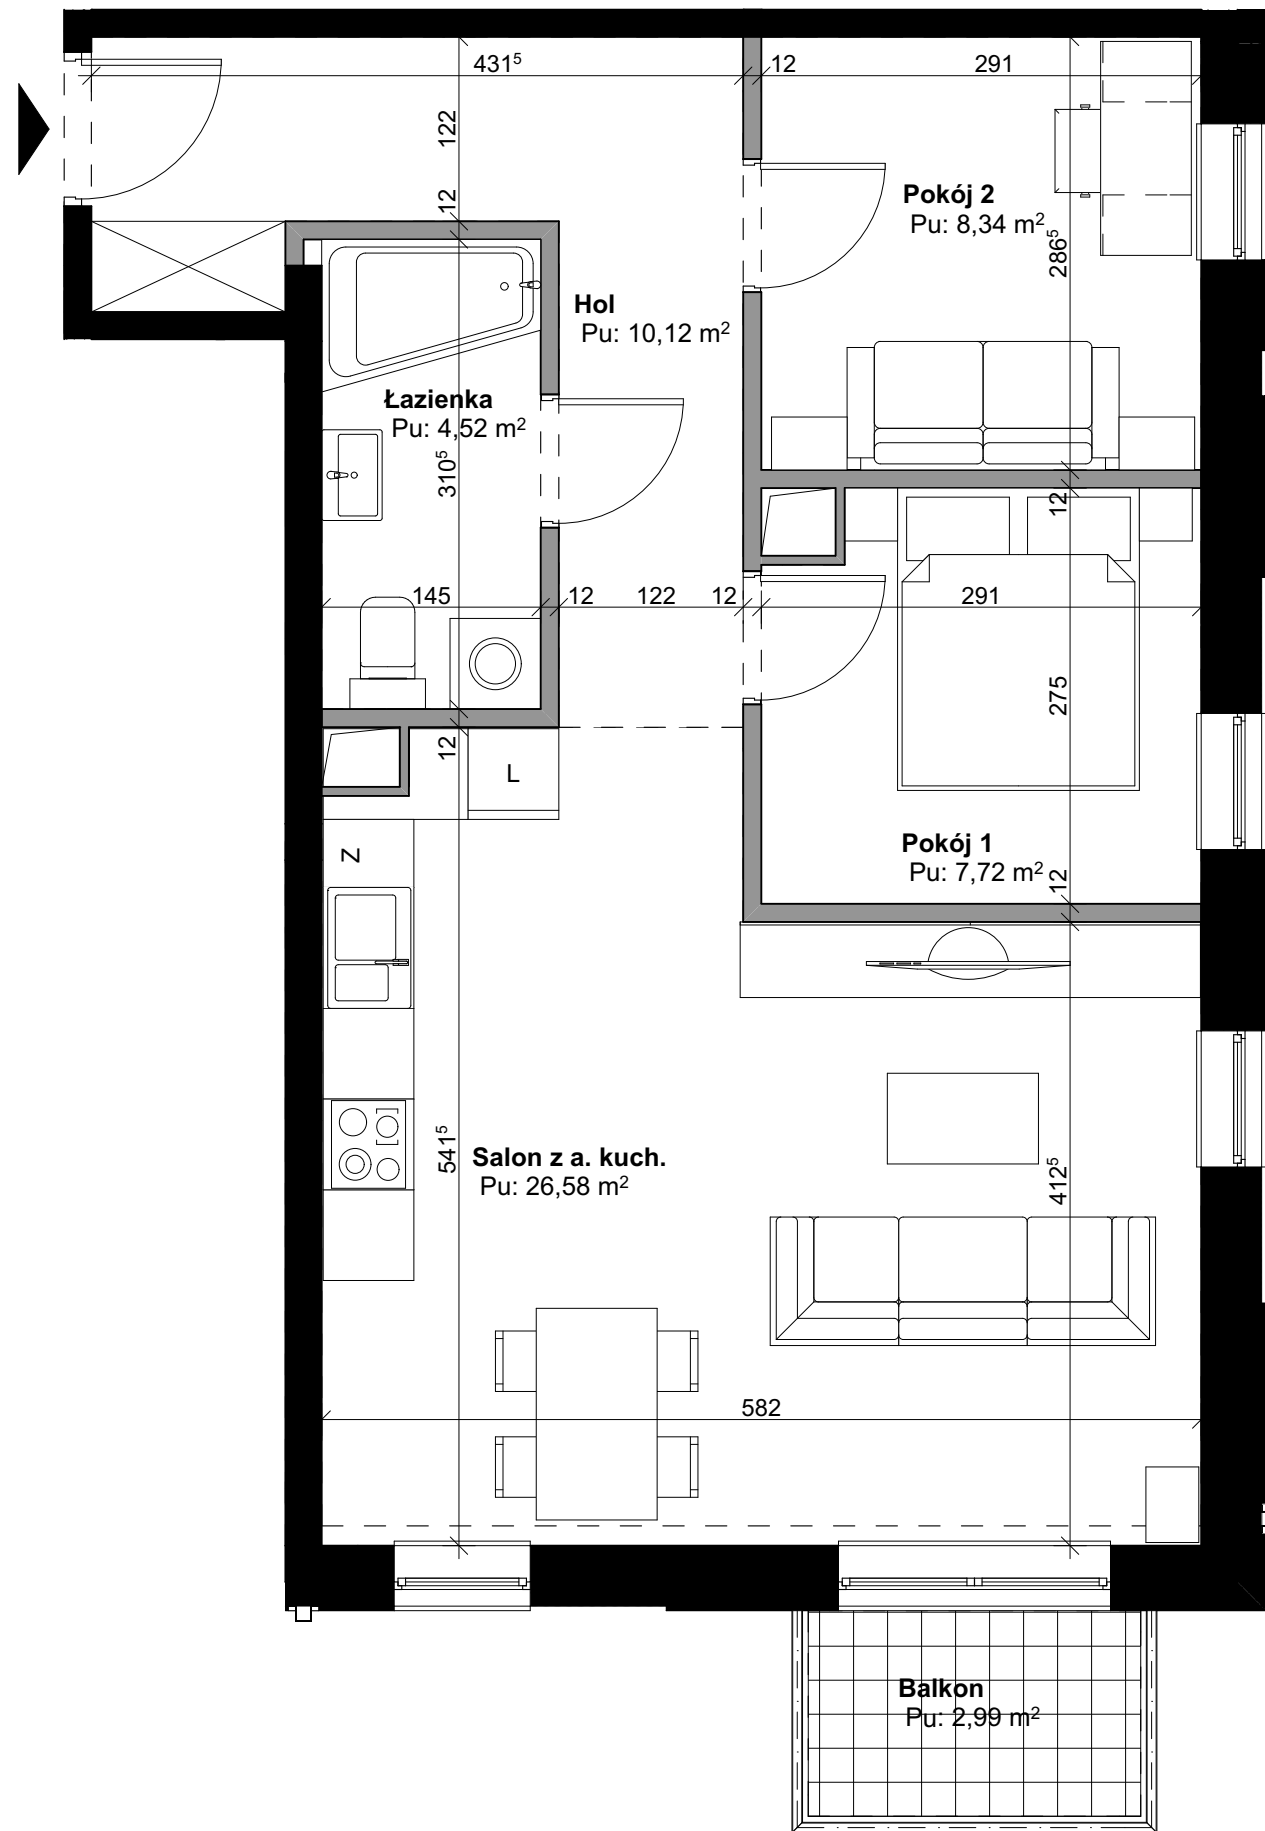 431⁵
12
291
122
12
Pokój 2
Pu: 8,34 m²
286⁵
Hol
Pu: 10,12 m²
Łazienka
Pu: 4,52 m²
310⁵
12
145
12
122
12
291
275
12
L
Z
Pokój 1
Pu: 7,72 m²
12
541⁵
Salon z a. kuch.
Pu: 26,58 m²
412⁵
582
Balkon
Pu: 2,99 m²